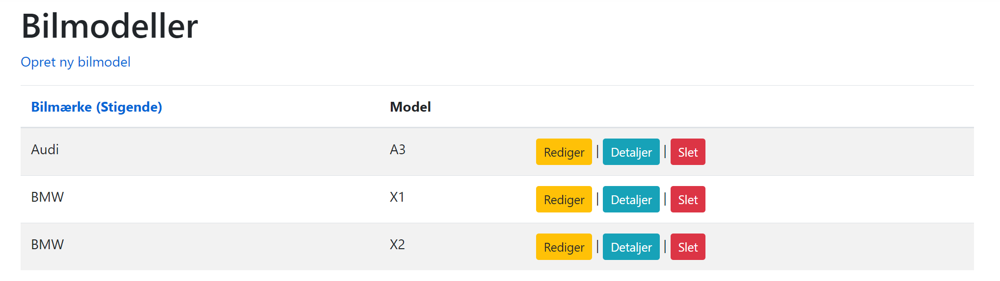 Bilmodeller
Opret ny bilmodel
Bilmærke (Stigende) Model
Audi A3 Rediger | Detaljer | Slet
BMW X1 Rediger | Detaljer | Slet
BMW X2 Rediger | Detaljer | Slet